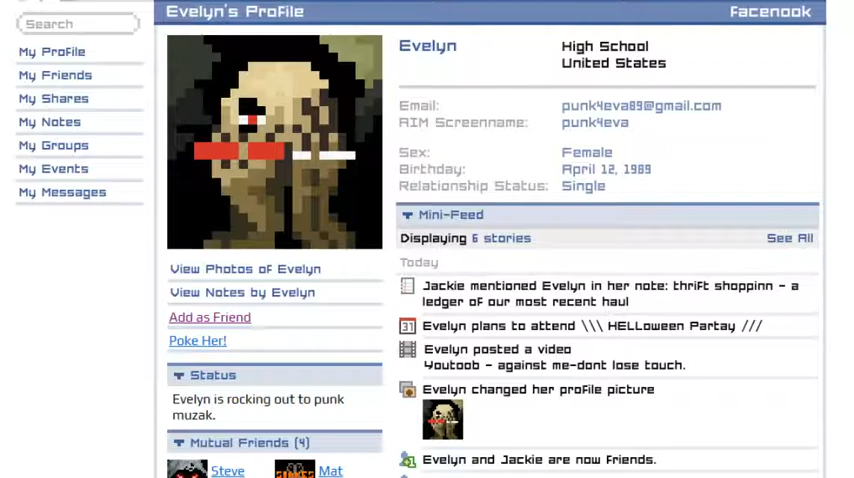 Evelyn's Profile
Facenook
Search
My Profile
My Friends
My Shares
My Notes
My Groups
My Events
My Messages
View Photos of Evelyn
View Notes by Evelyn
Add as Friend
Poke Her!
Status
Evelyn is rocking out to punk
muzak.
Mutual Friends (4)
Steve
Mat
Evelyn
High School
United States
Email: punk4eva89@gmail.com
AIM Screenname: punk4eva
Sex: Female
Birthday: April 12, 1989
Relationship Status: Single
Mini-Feed
Displaying 6 stories
See All
Today
Jackie mentioned Evelyn in her note: thrift shoppinn - a
ledger of our most recent haul
31
Evelyn plans to attend \\\ HELLoween Partay ///
Evelyn posted a video
Youtoob - against me-dont lose touch.
Evelyn changed her profile picture
Evelyn and Jackie are now friends.